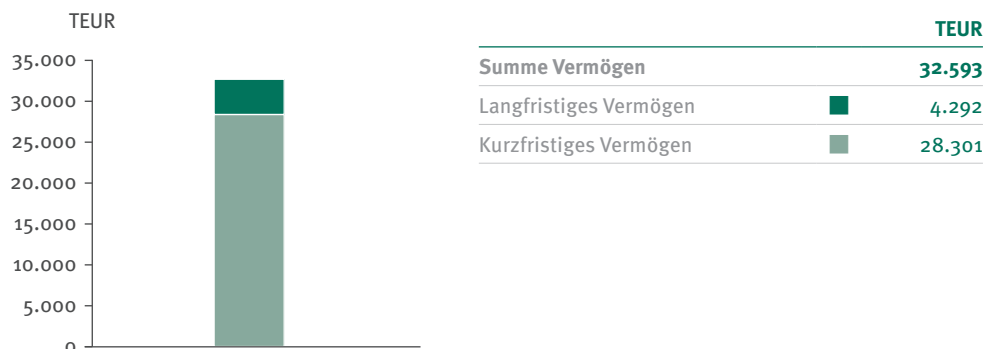 TEUR
35.000
30.000
25.000
20.000
15.000
10.000
5.000
0
TEUR
Summe Vermögen 32.593
Langfristiges Vermögen 4.292
Kurzfristiges Vermögen 28.301